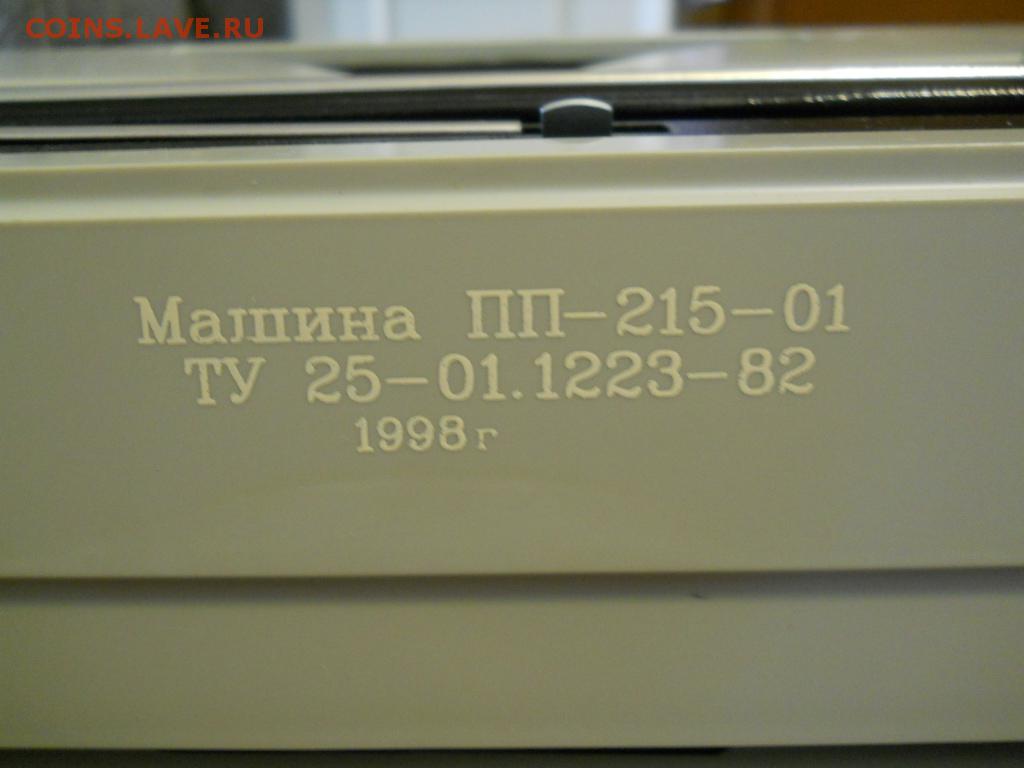 COINS.LAVE.RU
Машина ПП-215-01
ТУ 25-01.1223-82
1998г